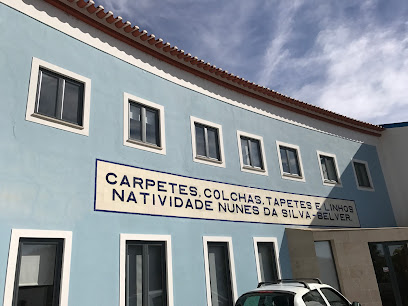 CARPETES, COLCHAS, TAPETES E LINHOS
NATIVIDADE NUNES DA SILVA-BELVER.